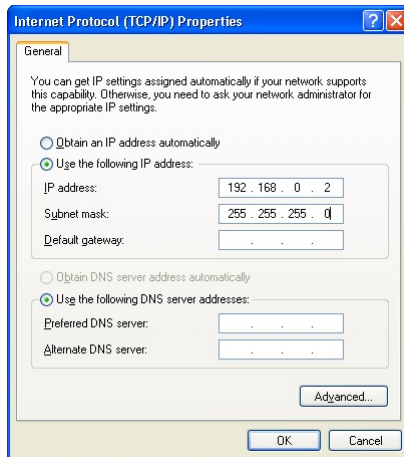 Internet Protocol (TCP/IP) Properties
General
You can get IP settings assigned automatically if your network supports
this capability. Otherwise, you need to ask your network administrator for
the appropriate IP settings.
Obtain an IP address automatically
Use the following IP address:
IP address: 192 . 168 . 0 . 2
Subnet mask: 255 . 255 . 255 . 0
Default gateway: . . .
Obtain DNS server address automatically
Use the following DNS server addresses:
Preferred DNS server: . . .
Alternate DNS server: . . .
Advanced...
OK Cancel